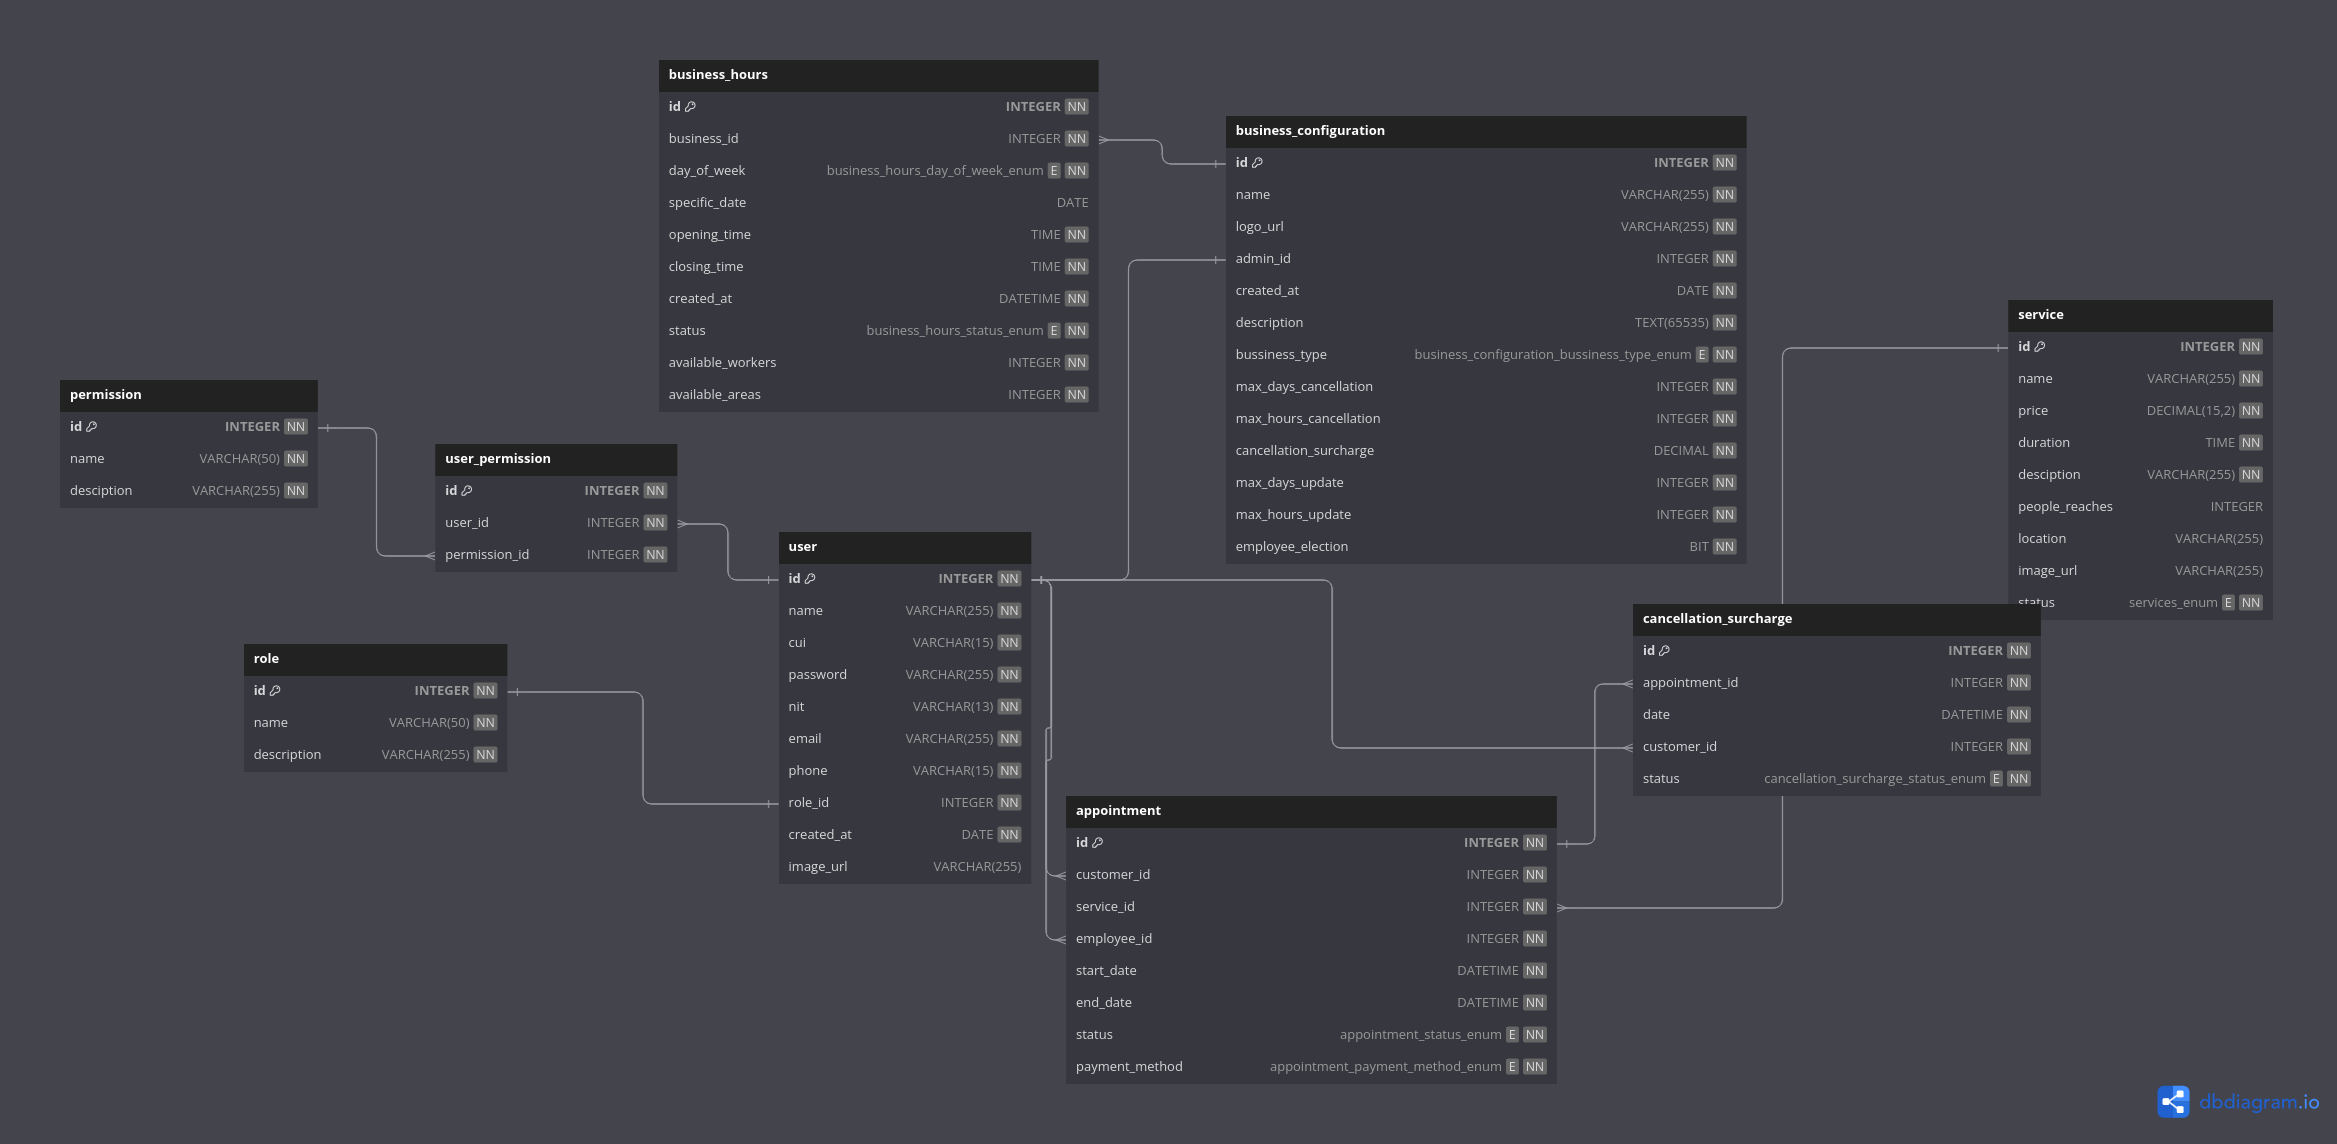 business_hours
id INTEGER NN
business_id INTEGER NN
day_of_week business_hours_day_of_week_enum E NN
specific_date DATE
opening_time TIME NN
closing_time TIME NN
created_at DATETIME NN
status business_hours_status_enum E NN
available_workers INTEGER NN
available_areas INTEGER NN
business_configuration
id INTEGER NN
name VARCHAR(255) NN
logo_url VARCHAR(255) NN
admin_id INTEGER NN
created_at DATE NN
description TEXT(65535) NN
bussiness_type business_configuration_bussiness_type_enum E NN
max_days_cancellation INTEGER NN
max_hours_cancellation INTEGER NN
cancellation_surcharge DECIMAL NN
max_days_update INTEGER NN
max_hours_update INTEGER NN
employee_election BIT NN
service
id INTEGER NN
name VARCHAR(255) NN
price DECIMAL(15,2) NN
duration TIME NN
desciption VARCHAR(255) NN
people_reaches INTEGER
location VARCHAR(255)
image_url VARCHAR(255)
status services_enum E NN
permission
id INTEGER NN
name VARCHAR(50) NN
desciption VARCHAR(255) NN
user_permission
id INTEGER NN
user_id INTEGER NN
permission_id INTEGER NN
user
id INTEGER NN
name VARCHAR(255) NN
cui VARCHAR(15) NN
password VARCHAR(255) NN
nit VARCHAR(13) NN
email VARCHAR(255) NN
phone VARCHAR(15) NN
role_id INTEGER NN
created_at DATE NN
image_url VARCHAR(255)
role
id INTEGER NN
name VARCHAR(50) NN
description VARCHAR(255) NN
cancellation_surcharge
id INTEGER NN
appointment_id INTEGER NN
date DATETIME NN
customer_id INTEGER NN
status cancellation_surcharge_status_enum E NN
appointment
id INTEGER NN
customer_id INTEGER NN
service_id INTEGER NN
employee_id INTEGER NN
start_date DATETIME NN
end_date DATETIME NN
status appointment_status_enum E NN
payment_method appointment_payment_method_enum E NN
dbdiagram.io